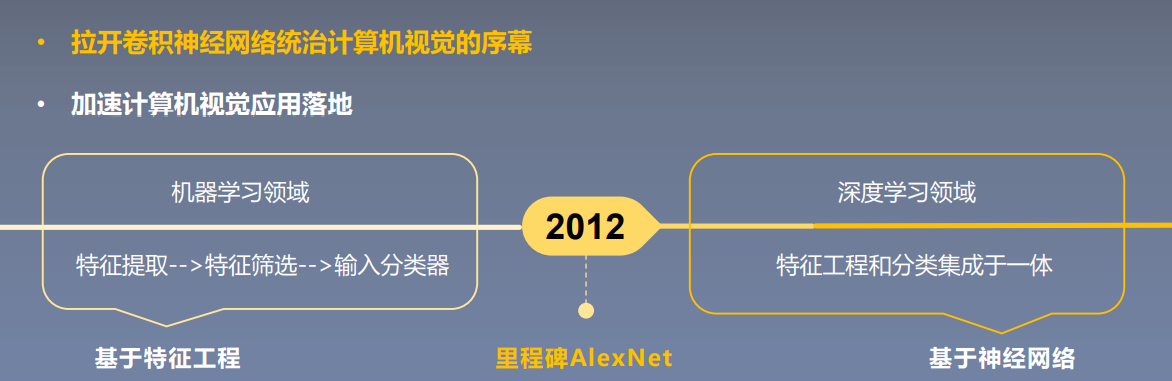 • 拉开卷积神经网络统治计算机视觉的序幕
• 加速计算机视觉应用落地
机器学习领域
特征提取-->特征筛选-->输入分类器
基于特征工程
2012
里程碑AlexNet
深度学习领域
特征工程和分类集成于一体
基于神经网络